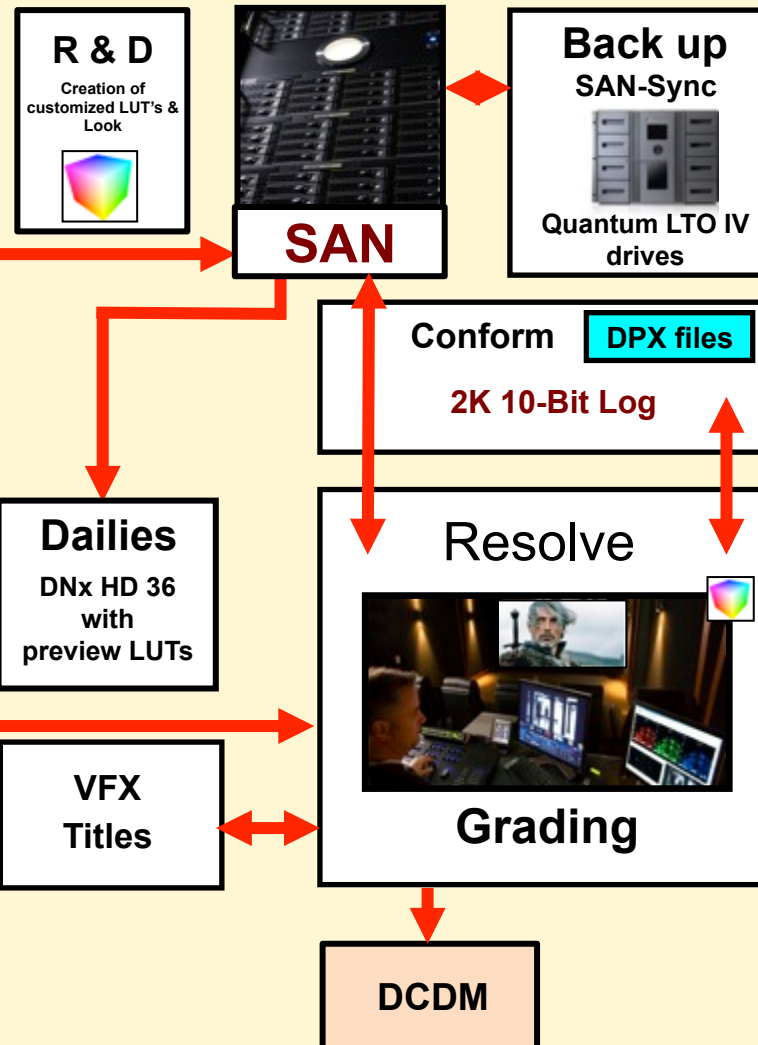 R & D
Creation of
customized LUT's &
Look
SAN
Back up
SAN-Sync
Quantum LTO IV
drives
Conform
DPX files
2K 10-Bit Log
Dailies
DNx HD 36
with
preview LUTs
Resolve
Grading
VFX
Titles
DCDM